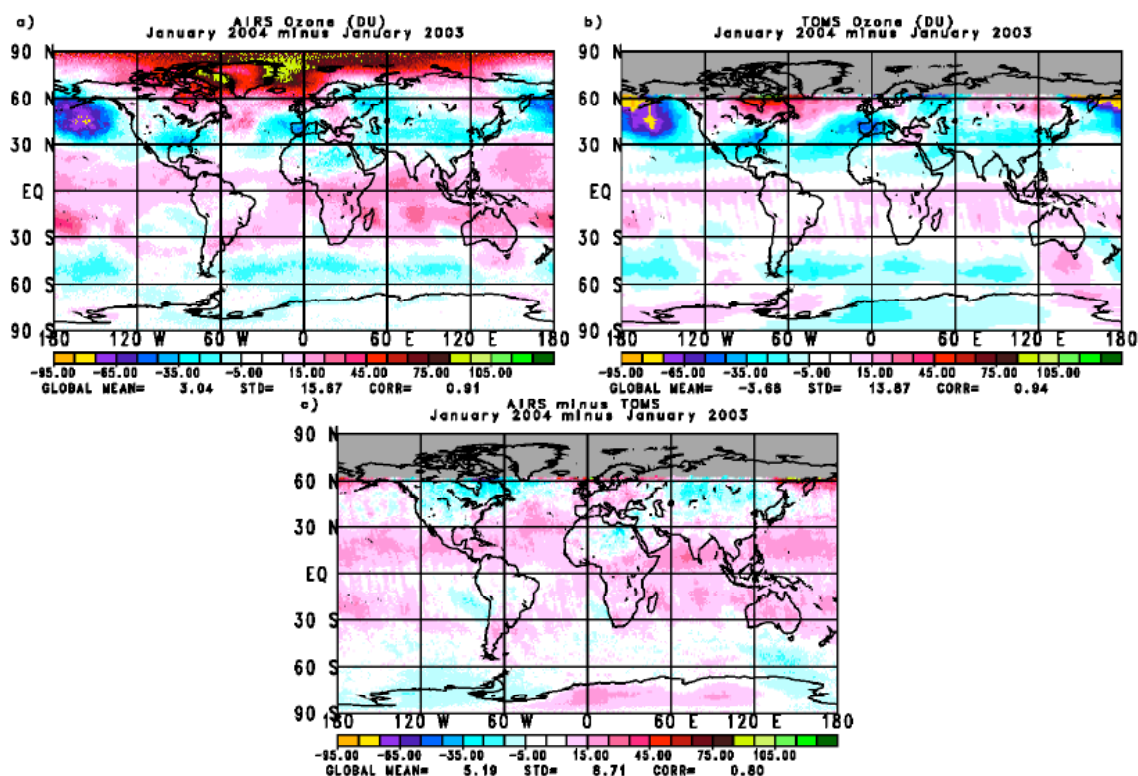 a) AIRS Ozone (DU)
January 2004 minus January 2003
90 N
60 N
30 N
EQ
30 S
60 S
90 S
180 120 W 60 W 0 60 E 120 E 180
-95.00 -65.00 -35.00 -5.00 15.00 45.00 75.00 105.00
GLOBAL MEAN= 3.04 STD= 15.67 CORR= 0.91
b) TOMS Ozone (DU)
January 2004 minus January 2003
90 N
60 N
30 N
EQ
30 S
60 S
90 S
180 120 W 60 W 0 60 E 120 E 180
-95.00 -65.00 -35.00 -5.00 15.00 45.00 75.00 105.00
GLOBAL MEAN= -3.68 STD= 13.87 CORR= 0.94
c) AIRS minus TOMS
January 2004 minus January 2003
90 N
60 N
30 N
EQ
30 S
60 S
90 S
180 120 W 60 W 0 60 E 120 E 180
-95.00 -65.00 -35.00 -5.00 15.00 45.00 75.00 105.00
GLOBAL MEAN= 5.19 STD= 8.71 CORR= 0.80